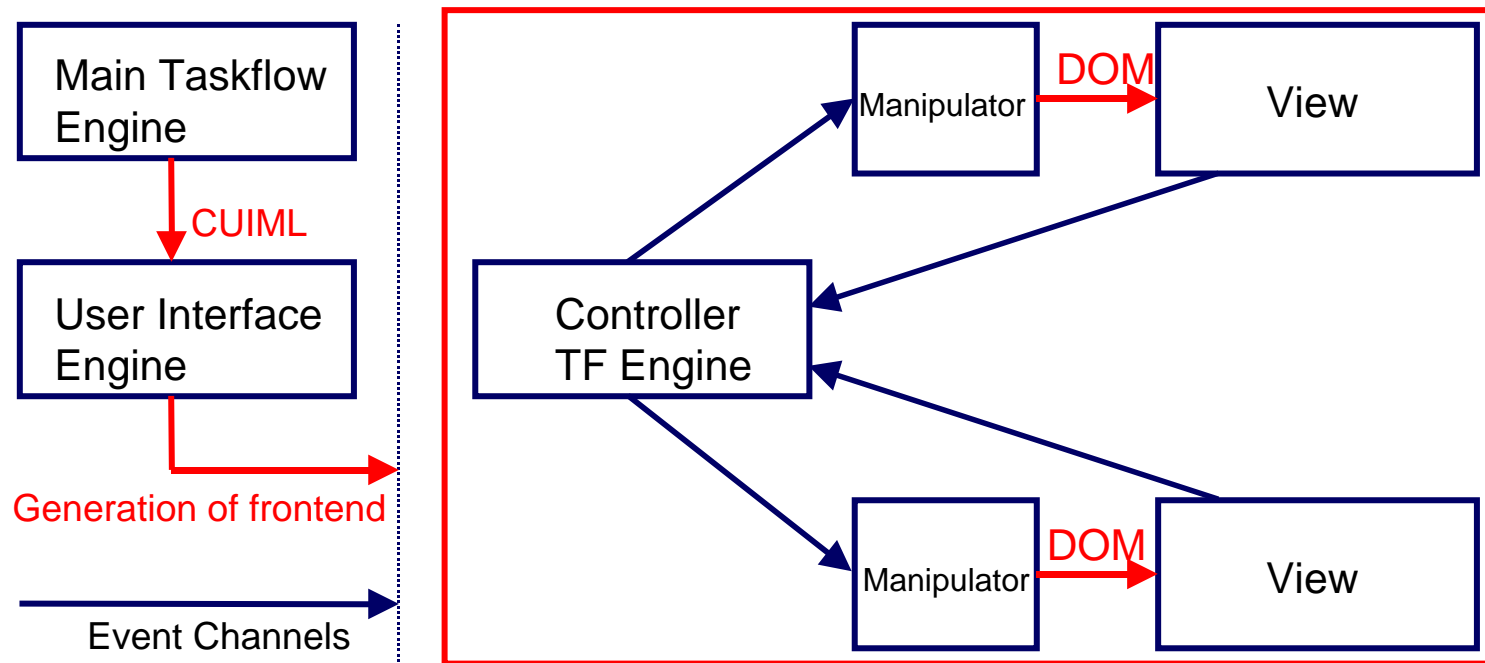 Main Taskflow
Engine
CUIML
User Interface
Engine
Generation of frontend
Event Channels
Manipulator
DOM
View
Controller
TF Engine
Manipulator
DOM
View